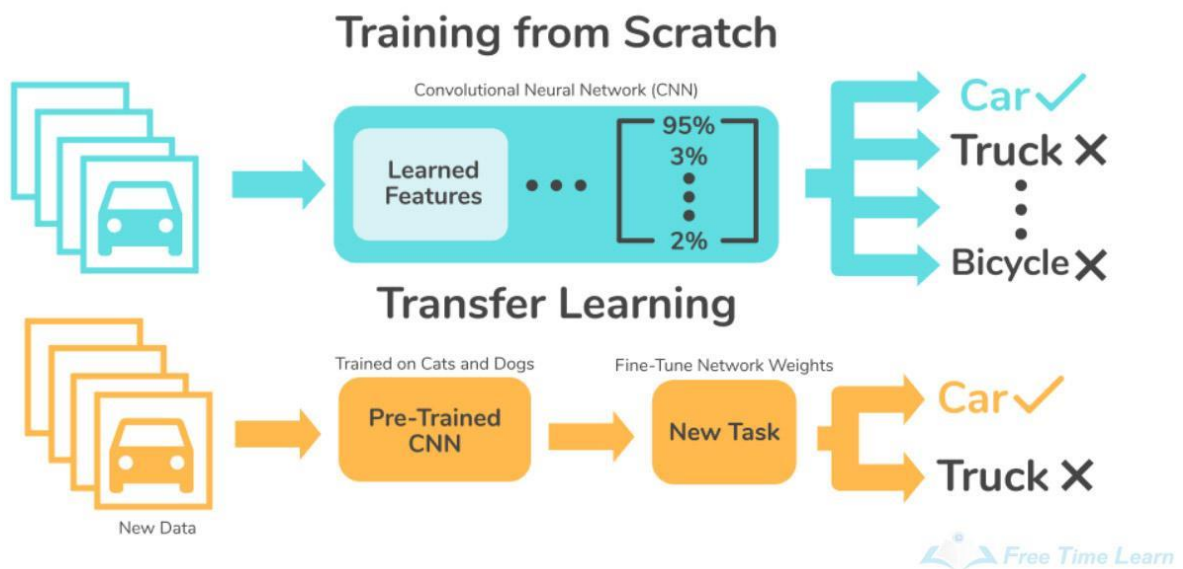 Training from Scratch
Convolutional Neural Network (CNN)
Learned
Features
95%
3%
2%
Car
Truck
Bicycle
Transfer Learning
Trained on Cats and Dogs
Pre-Trained
CNN
Fine-Tune Network Weights
New Task
Car
Truck
New Data
Free Time Learn